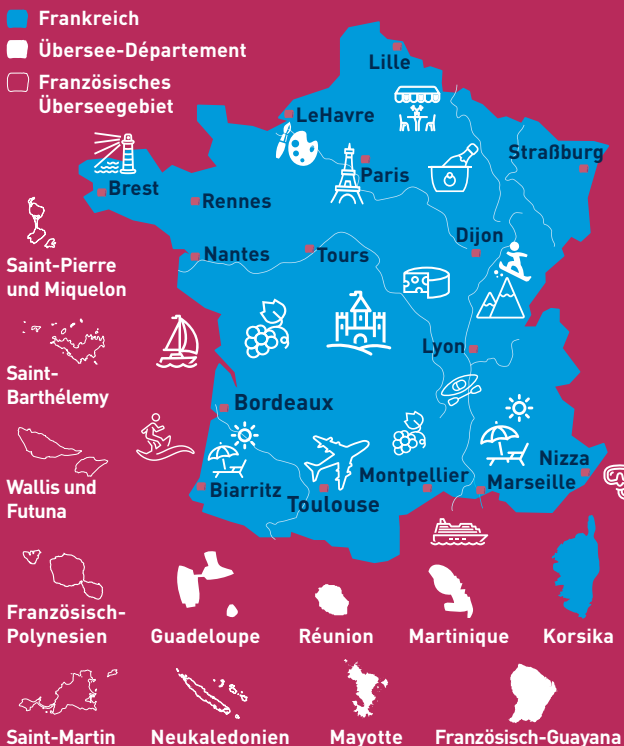 Frankreich
Übersee-Département
Französisches
Überseegebiet
Lille
LeHavre
Paris
Straßburg
Brest
Rennes
Nantes
Tours
Dijon
Saint-Pierre
und Miquelon
Lyon
Saint-
Barthélemy
Bordeaux
Nizza
Montpellier
Marseille
Biarritz
Toulouse
Wallis und
Futuna
Französisch-
Polynesien
Guadeloupe
Réunion
Martinique
Korsika
Saint-Martin
Neukaledonien
Mayotte
Französisch-Guayana